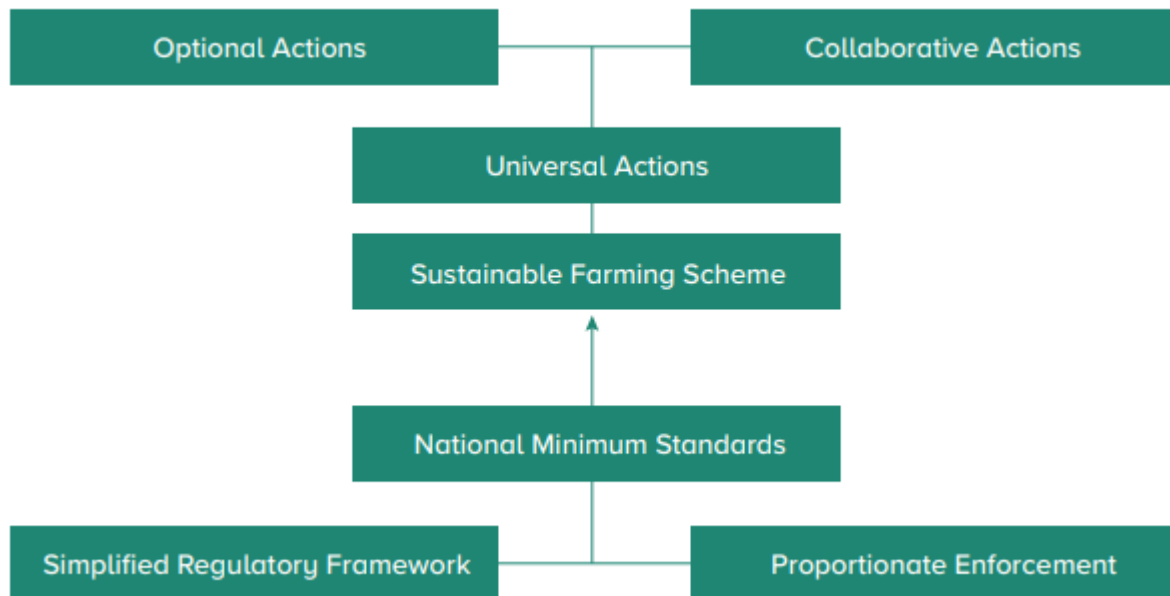 Optional Actions
Collaborative Actions
Universal Actions
Sustainable Farming Scheme
National Minimum Standards
Simplified Regulatory Framework
Proportionate Enforcement